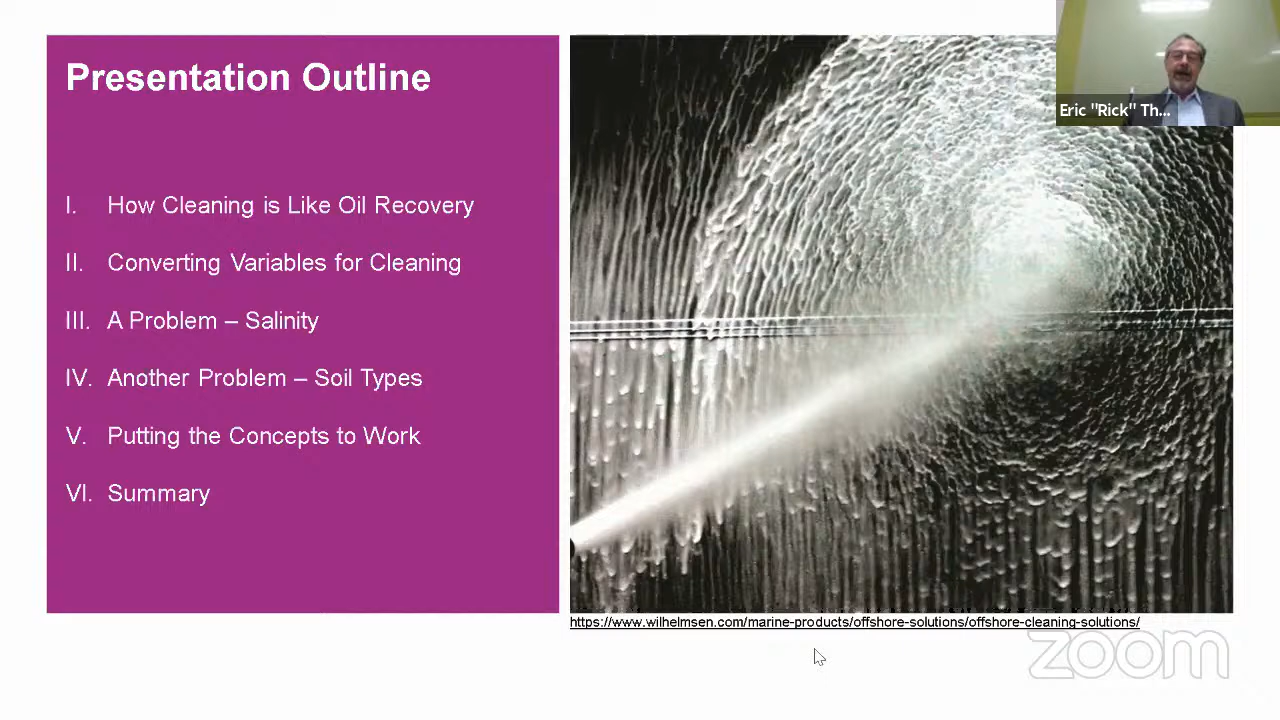 Presentation Outline
I. How Cleaning is Like Oil Recovery
II. Converting Variables for Cleaning
III. A Problem – Salinity
IV. Another Problem – Soil Types
V. Putting the Concepts to Work
VI. Summary
Eric "Rick" Th...
https://www.wilhelmsen.com/marine-products/offshore-solutions/offshore-cleaning-solutions/
zoom